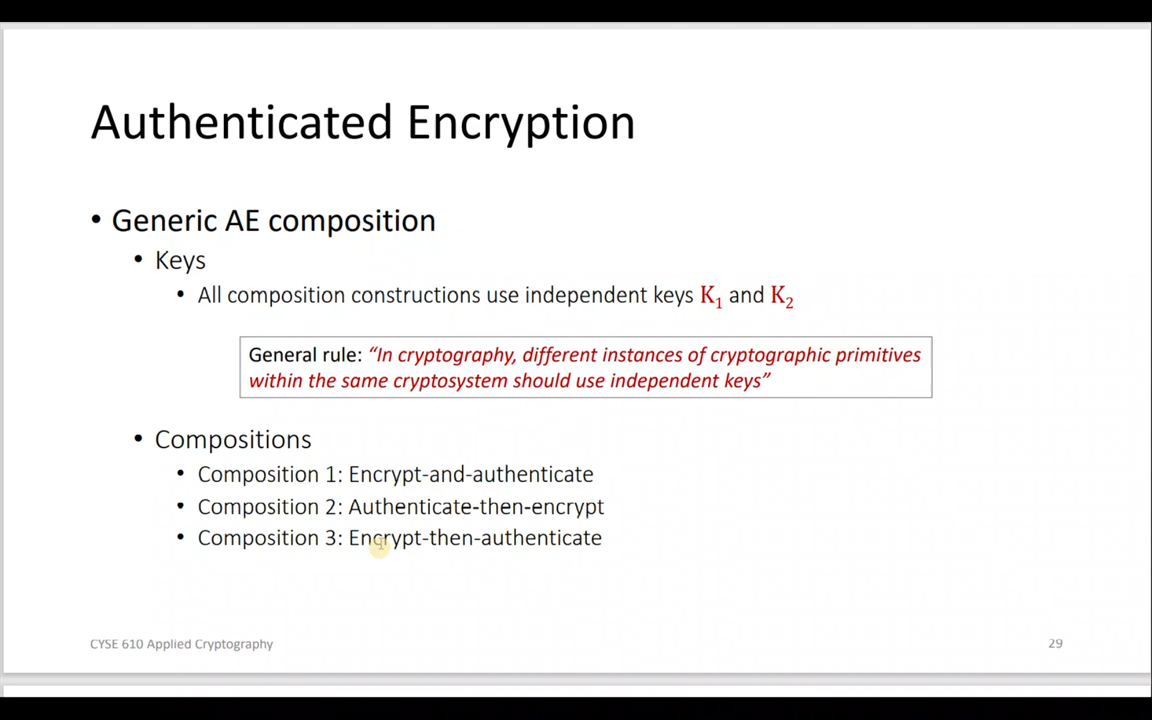 Authenticated Encryption
• Generic AE composition
• Keys
• All composition constructions use independent keys K₁ and K₂
General rule: “In cryptography, different instances of cryptographic primitives
within the same cryptosystem should use independent keys”
• Compositions
• Composition 1: Encrypt-and-authenticate
• Composition 2: Authenticate-then-encrypt
• Composition 3: Encrypt-then-authenticate
CYSE 610 Applied Cryptography
29